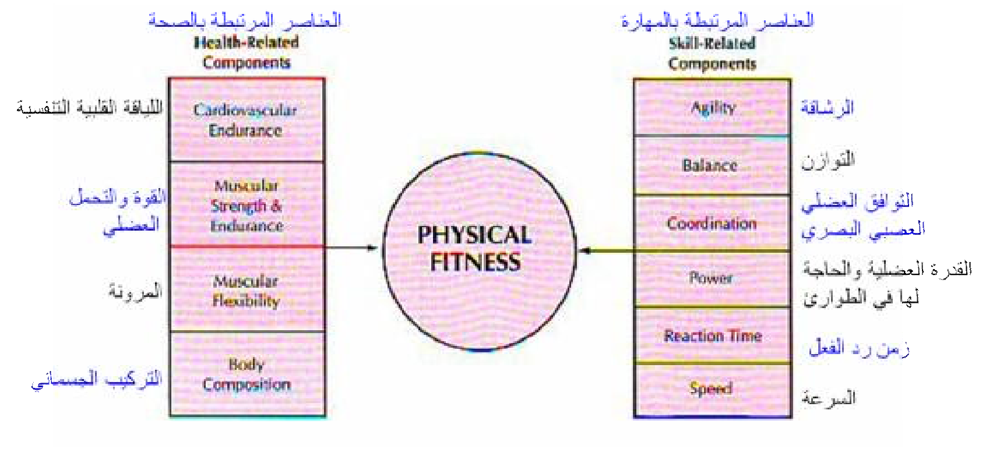 العناصر المرتبطة بالصحة
Health-Related
Components
اللياقة القلبية التنفسية
Cardiovascular
Endurance
القوة والتحمل
العضلي
Muscular
Strength &
Endurance
المرونة
Muscular
Flexibility
التركيب الجسماني
Body
Composition
PHYSICAL
FITNESS
العناصر المرتبطة بالمهارة
Skill-Related
Components
Agility
الرشاقة
Balance
التوازن
Coordination
التوافق العضلي
العصبي البصري
Power
القدرة العضلية والحاجة
لها في الطوارئ
Reaction Time
زمن رد الفعل
Speed
السرعة